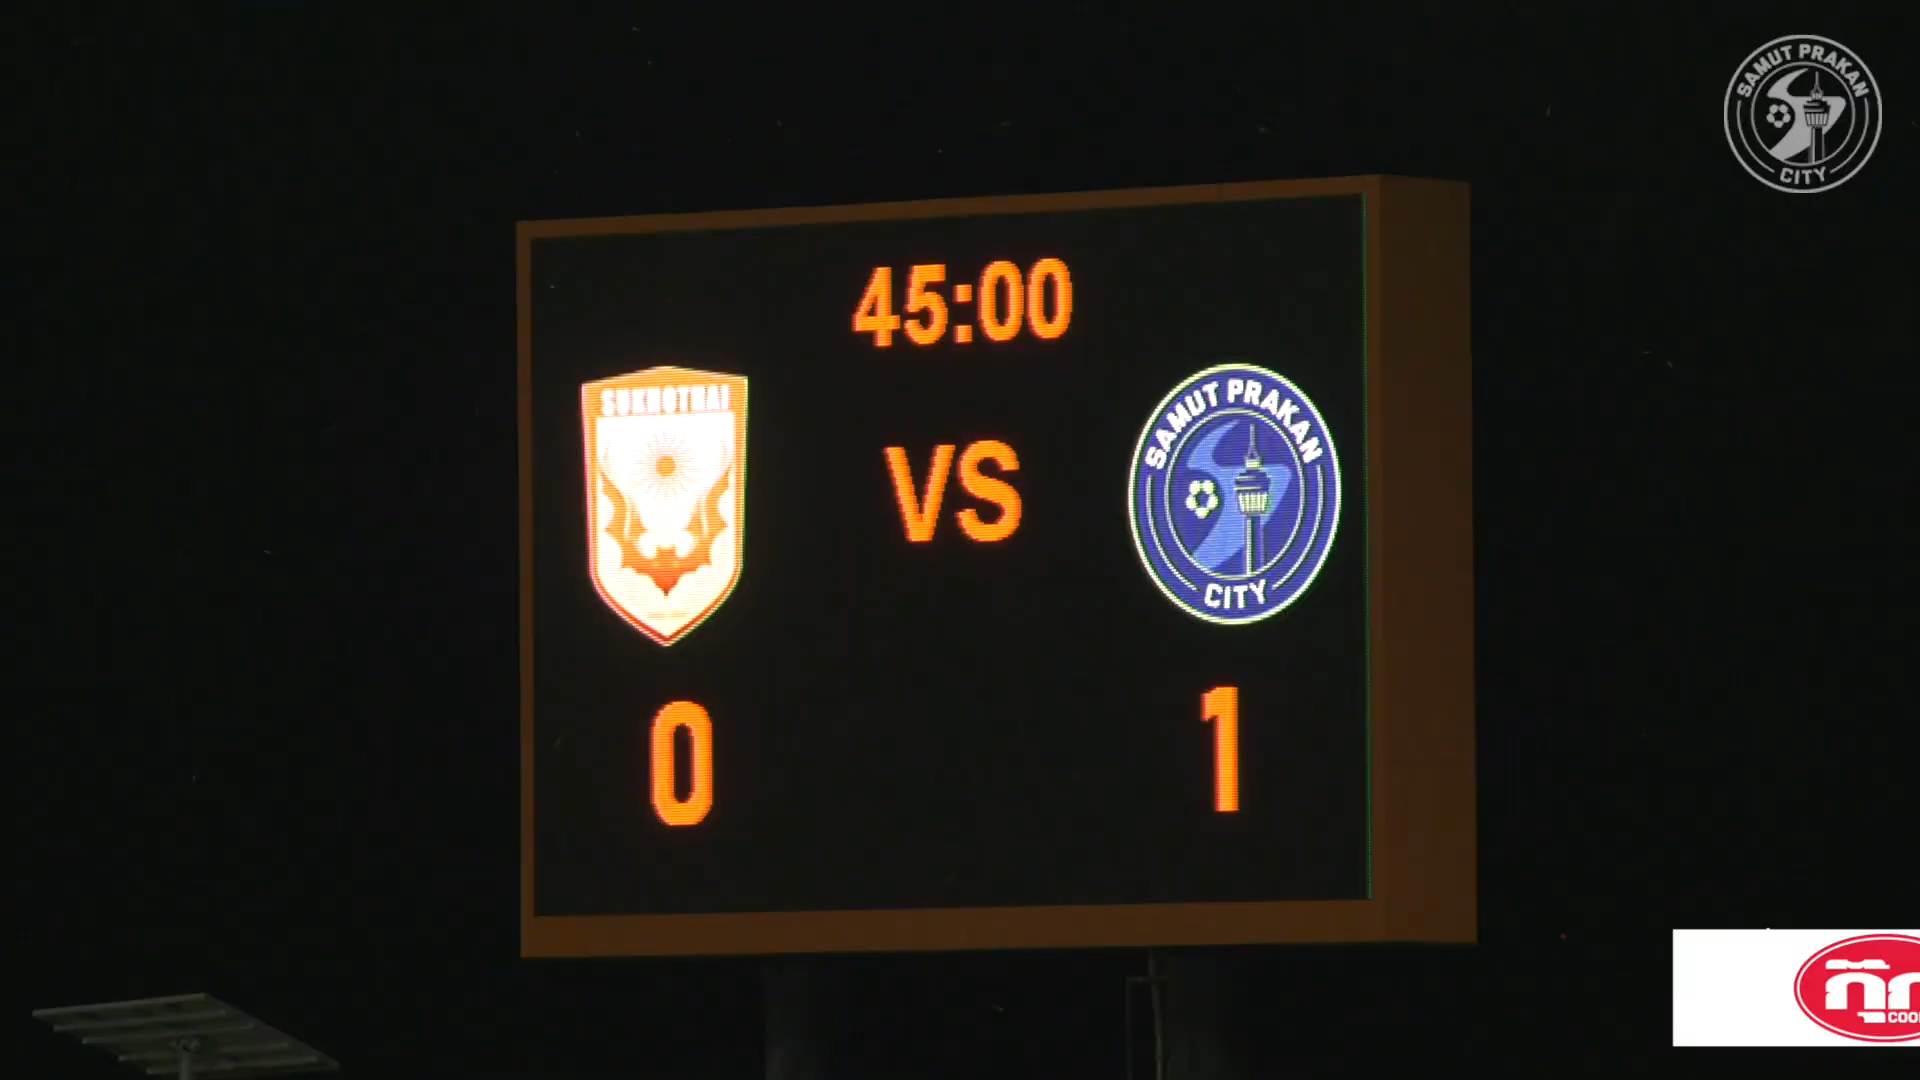 SAMUT PRAKAN
CITY
45:00
SUKHOTHAI
VS
SAMUT PRAKAN
CITY
0
1